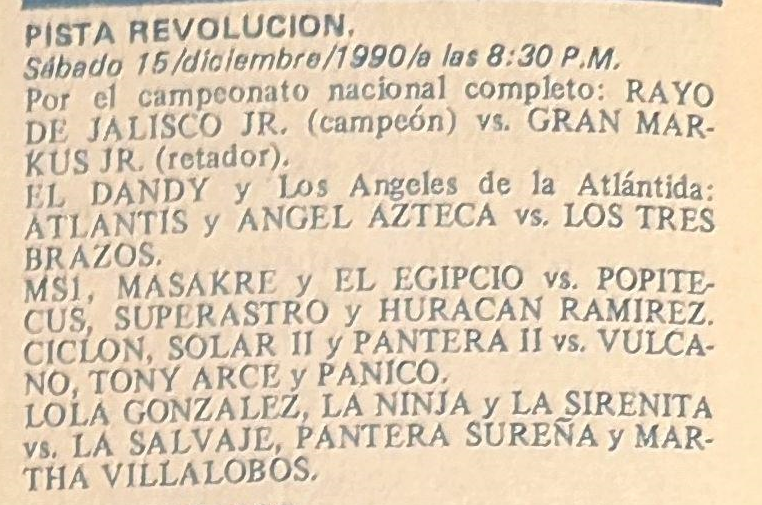 PISTA REVOLUCION.
Sábado 15/diciembre/1990/a las 8:30 P.M.
Por el campeonato nacional completo: RAYO
DE JALISCO JR. (campeón) vs. GRAN MAR-
KUS JR. (retador).
EL DANDY y Los Angeles de la Atlántida:
ATLANTIS y ANGEL AZTECA vs. LOS TRES
BRAZOS.
MS1, MASAKRE y EL EGIPCIO vs. POPITE-
CUS, SUPERASTRO y HURACAN RAMIREZ.
CICLON, SOLAR II y PANTERA II vs. VULCA-
NO, TONY ARCE y PANICO.
LOLA GONZALEZ, LA NINJA y LA SIRENITA
vs. LA SALVAJE, PANTERA SUREÑA y MAR-
THA VILLALOBOS.